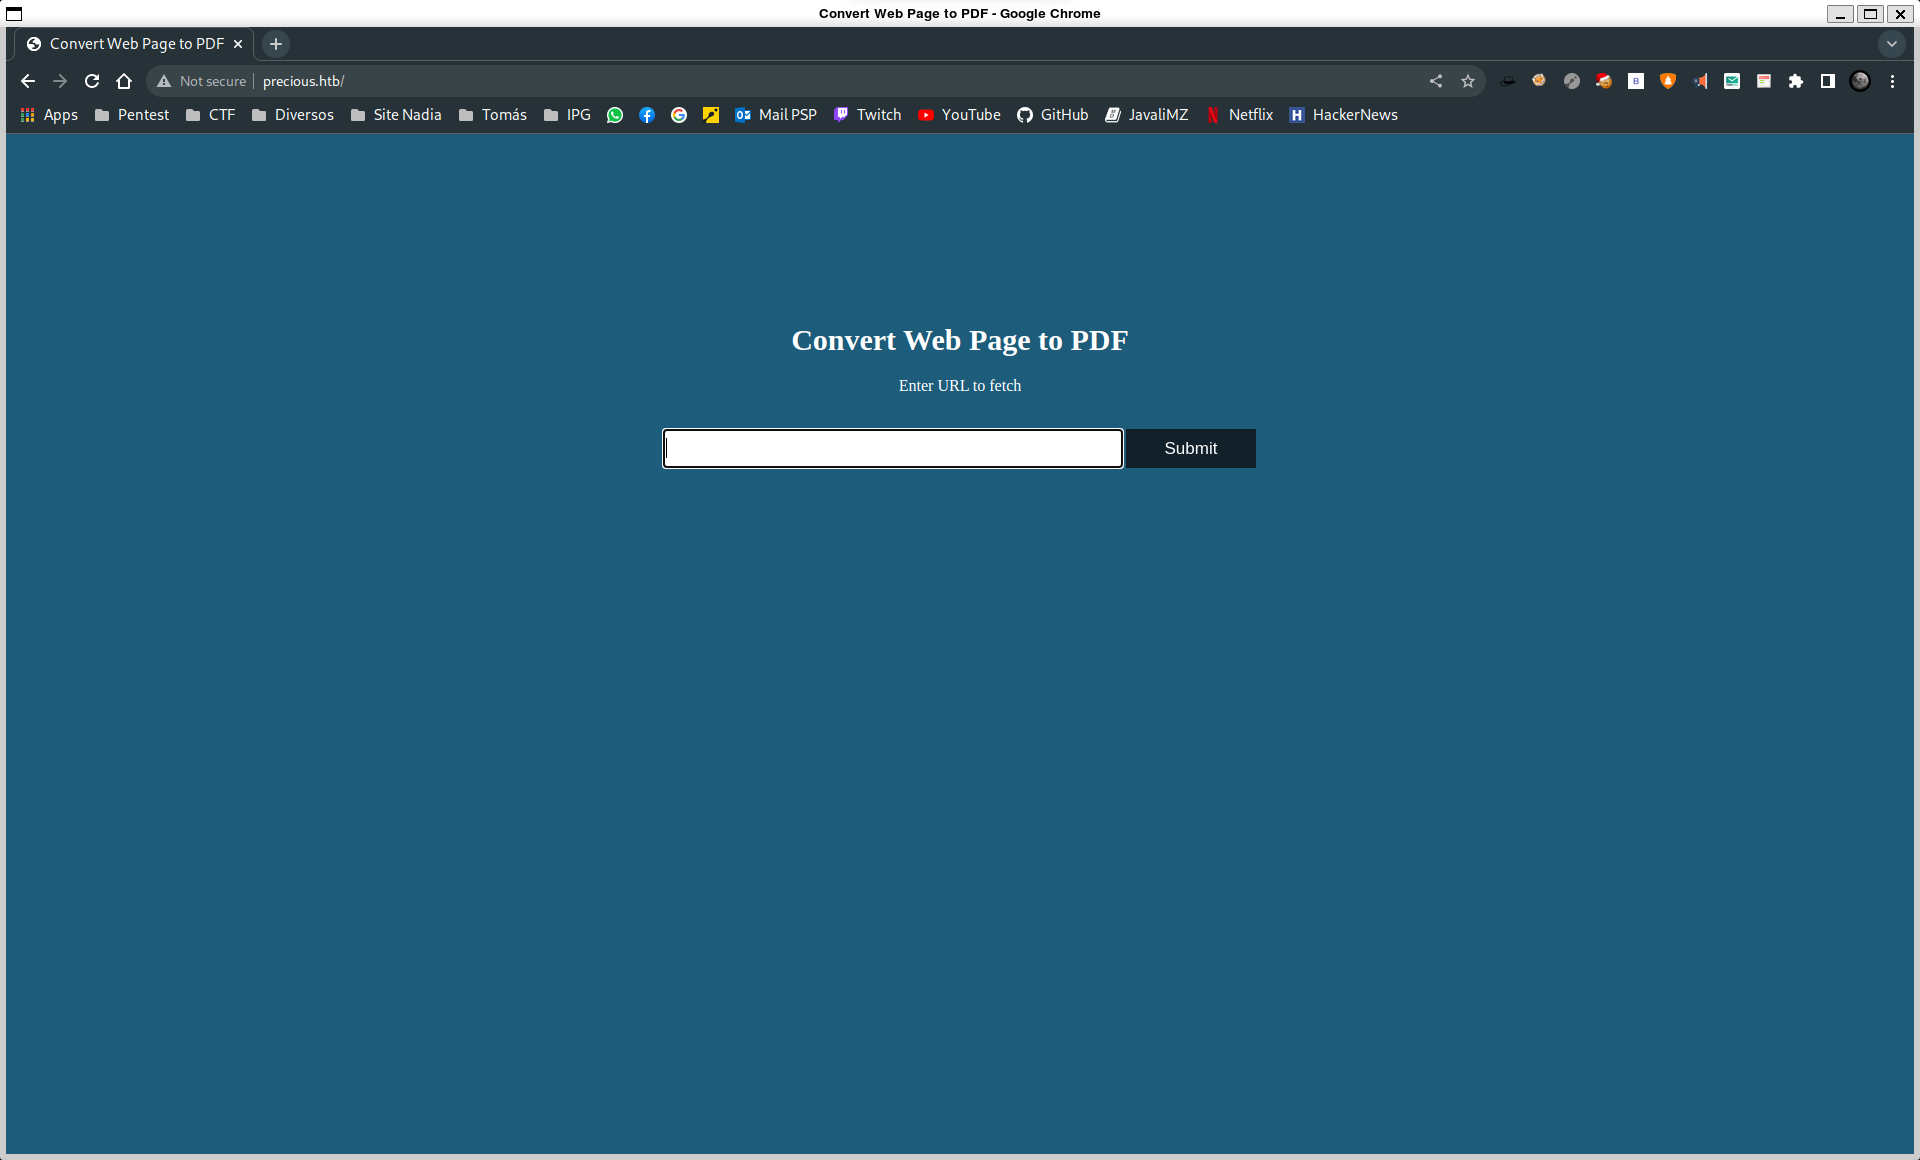 Convert Web Page to PDF - Google Chrome
Convert Web Page to PDF
Not secure precious.htb/
Apps Pentest CTF Diversos Site Nadia Tomás IPG Mail PSP Twitch YouTube GitHub JavaliMZ Netflix HackerNews
Convert Web Page to PDF
Enter URL to fetch
Submit